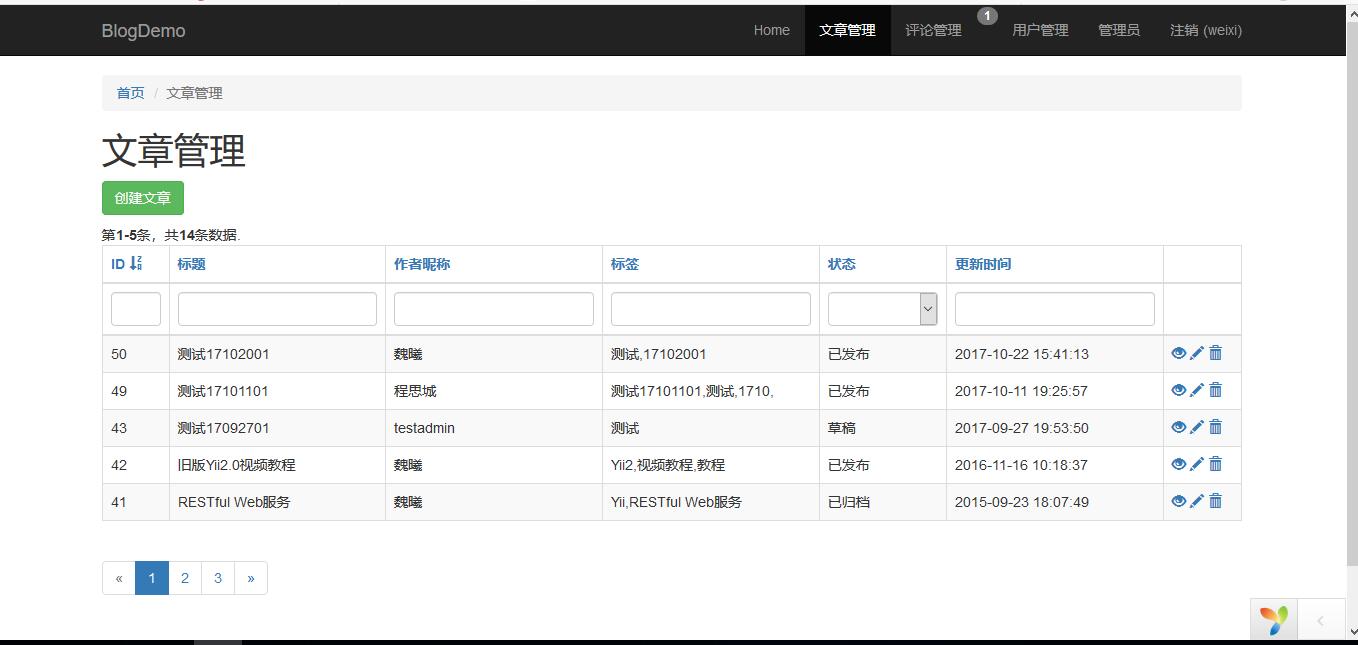 BlogDemo Home 文章管理 评论管理 1 用户管理 管理员 注销 (weixi)
首页 / 文章管理
文章管理
创建文章
第1-5条，共14条数据.
ID 标题 作者昵称 标签 状态 更新时间
50 测试17102001 魏曦 测试,17102001 已发布 2017-10-22 15:41:13
49 测试17101101 程思城 测试17101101,测试,1710, 已发布 2017-10-11 19:25:57
43 测试17092701 testadmin 测试 草稿 2017-09-27 19:53:50
42 旧版Yii2.0视频教程 魏曦 Yii2,视频教程,教程 已发布 2016-11-16 10:18:37
41 RESTful Web服务 魏曦 Yii,RESTful Web服务 已归档 2015-09-23 18:07:49
« 1 2 3 »